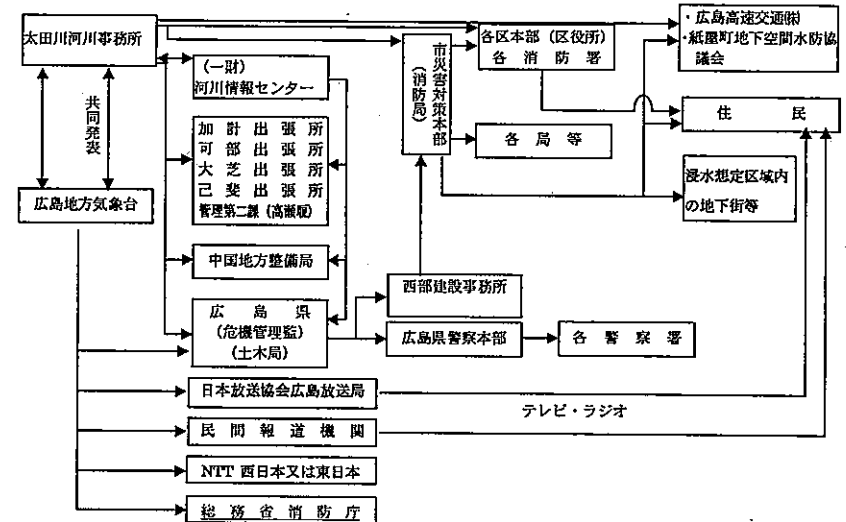 太田川河川事務所
共同発表
広島地方気象台
(一財)
河川情報センター
加計出張所
可部出張所
大芝出張所
己斐出張所
管理第二課(高瀬堰)
中国地方整備局
広島県
(危機管理監)
(土木局)
日本放送協会広島放送局
民間報道機関
NTT 西日本又は東日本
総務省消防庁
市災害対策本部
(消防局)
西部建設事務所
広島県警察本部
各警察署
各区本部(区役所)
各消防署
各局等
・広島高速交通㈱
・紙屋町地下空間水防協
議会
住民
浸水想定区域内
の地下街等
テレビ・ラジオ